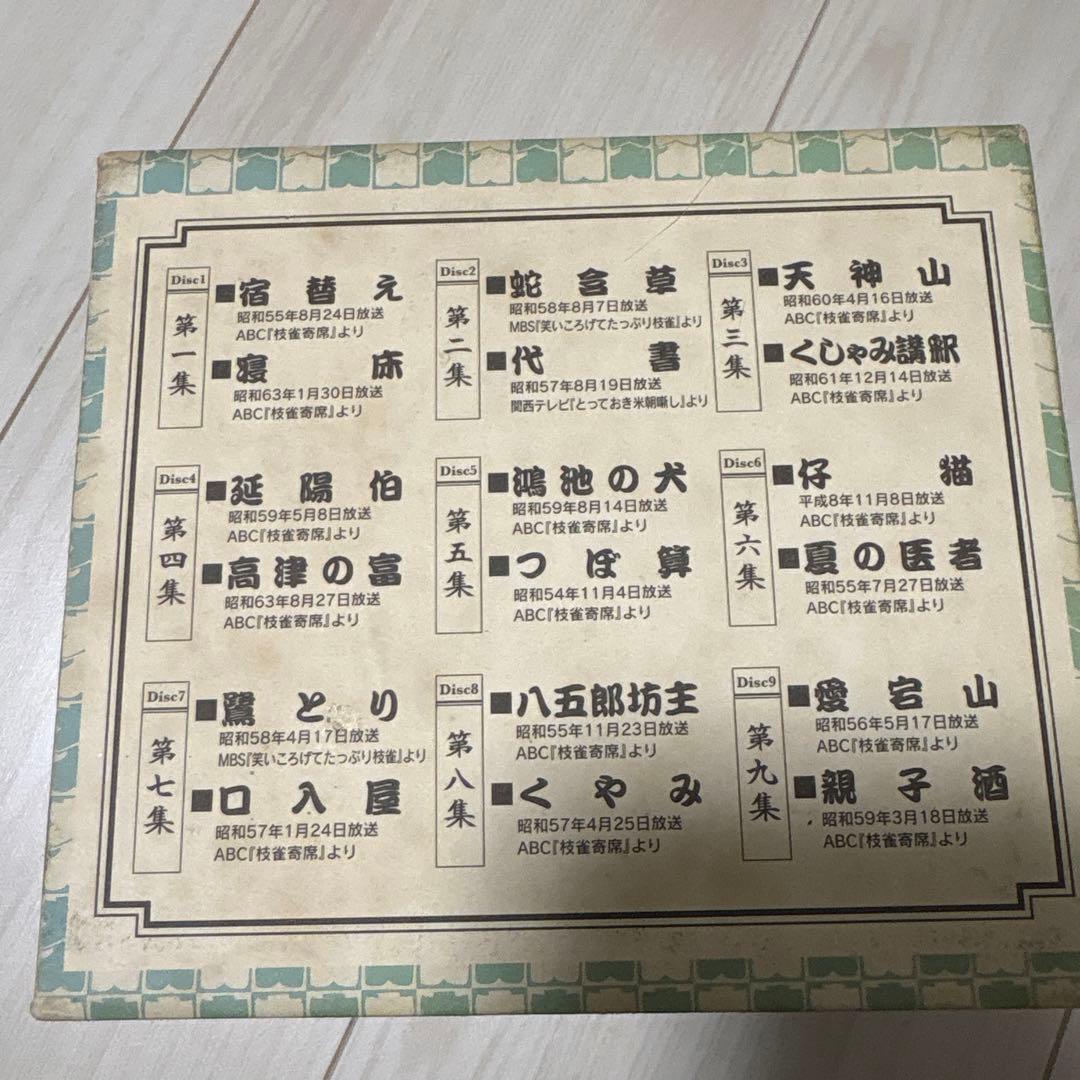 Disc1
第一集
■宿替え
昭和55年8月24日放送
ABC『枝雀寄席』より
■寝床
昭和63年1月30日放送
ABC『枝雀寄席』より
Disc2
第二集
■蛇含草
昭和58年8月7日放送
MBS『笑いころげてたっぷり枝雀』より
■代書
昭和57年8月19日放送
関西テレビ『とっておき米朝噺し』より
Disc3
第三集
■天神山
昭和60年4月16日放送
ABC『枝雀寄席』より
■くしゃみ講釈
昭和61年12月14日放送
ABC『枝雀寄席』より
Disc4
第四集
■延陽伯
昭和59年5月8日放送
ABC『枝雀寄席』より
■高津の富
昭和63年8月27日放送
ABC『枝雀寄席』より
Disc5
第五集
■鴻池の犬
昭和59年8月14日放送
ABC『枝雀寄席』より
■つぼ算
昭和54年11月4日放送
ABC『枝雀寄席』より
Disc6
第六集
■仔猫
平成8年11月8日放送
ABC『枝雀寄席』より
■夏の医者
昭和55年7月27日放送
ABC『枝雀寄席』より
Disc7
第七集
■鷺とり
昭和58年4月17日放送
MBS『笑いころげてたっぷり枝雀』より
■口入屋
昭和57年1月24日放送
ABC『枝雀寄席』より
Disc8
第八集
■八五郎坊主
昭和55年11月23日放送
ABC『枝雀寄席』より
■くやみ
昭和57年4月25日放送
ABC『枝雀寄席』より
Disc9
第九集
■愛宕山
昭和56年5月17日放送
ABC『枝雀寄席』より
■親子酒
昭和59年3月18日放送
ABC『枝雀寄席』より